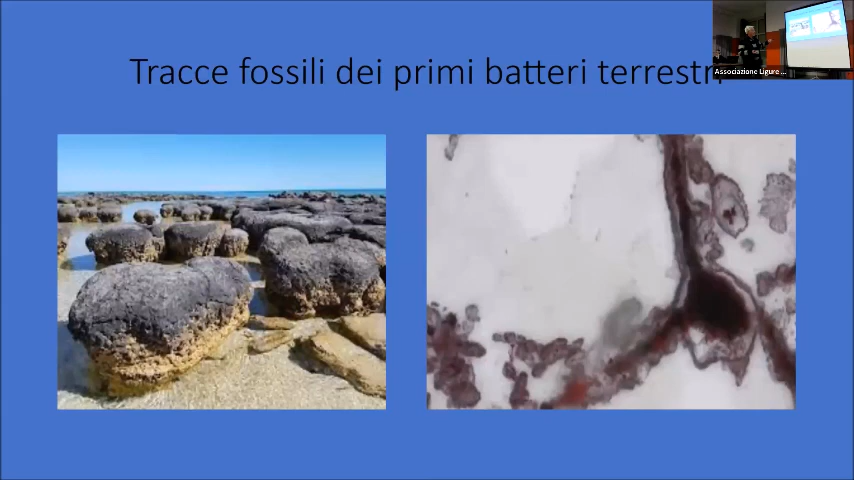 Tracce fossili dei primi batteri terrestri
Associazione Ligure ...